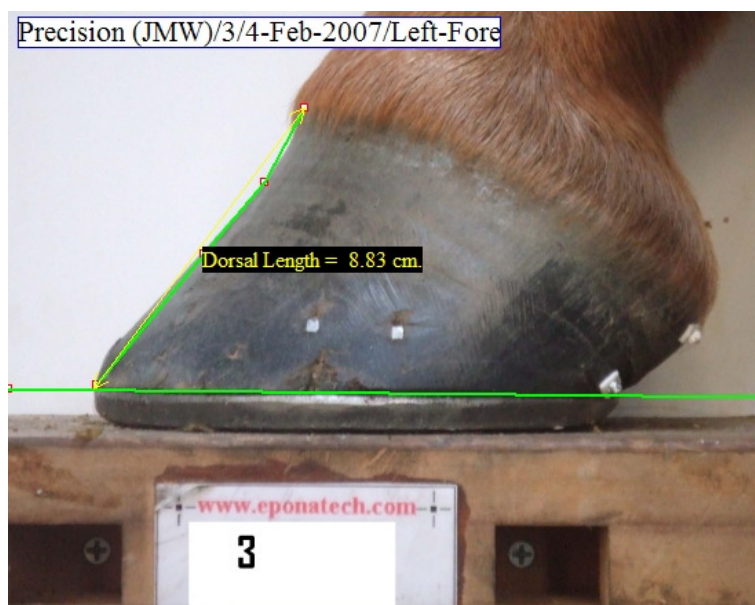 Precision (JMW)/3/4-Feb-2007/Left-Fore
Dorsal Length = 8.83 cm.
www.eponatech.com
3